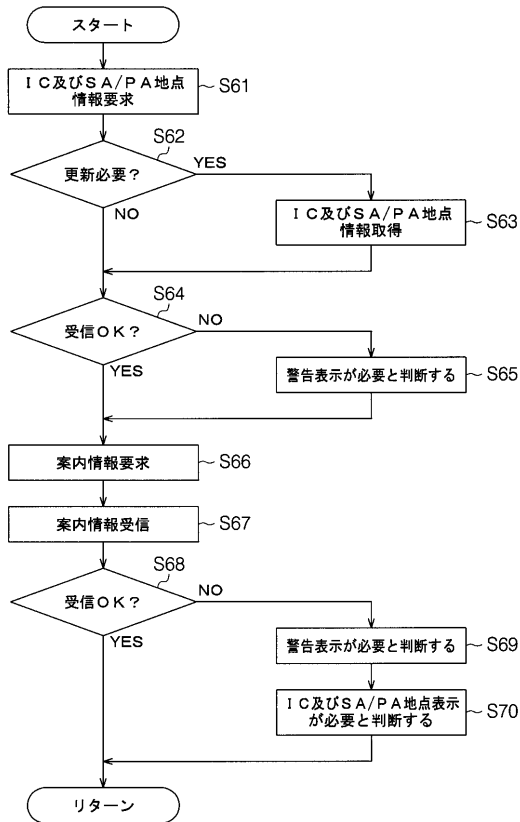 スタート
ＩＣ及びＳＡ/ＰＡ地点
情報要求
S61
S62
更新必要？
YES
NO
ＩＣ及びＳＡ/ＰＡ地点
情報取得
S63
S64
受信ＯＫ？
NO
YES
警告表示が必要と判断する
S65
案内情報要求
S66
案内情報受信
S67
S68
受信ＯＫ？
NO
YES
警告表示が必要と判断する
S69
ＩＣ及びＳＡ/ＰＡ地点表示
が必要と判断する
S70
リターン